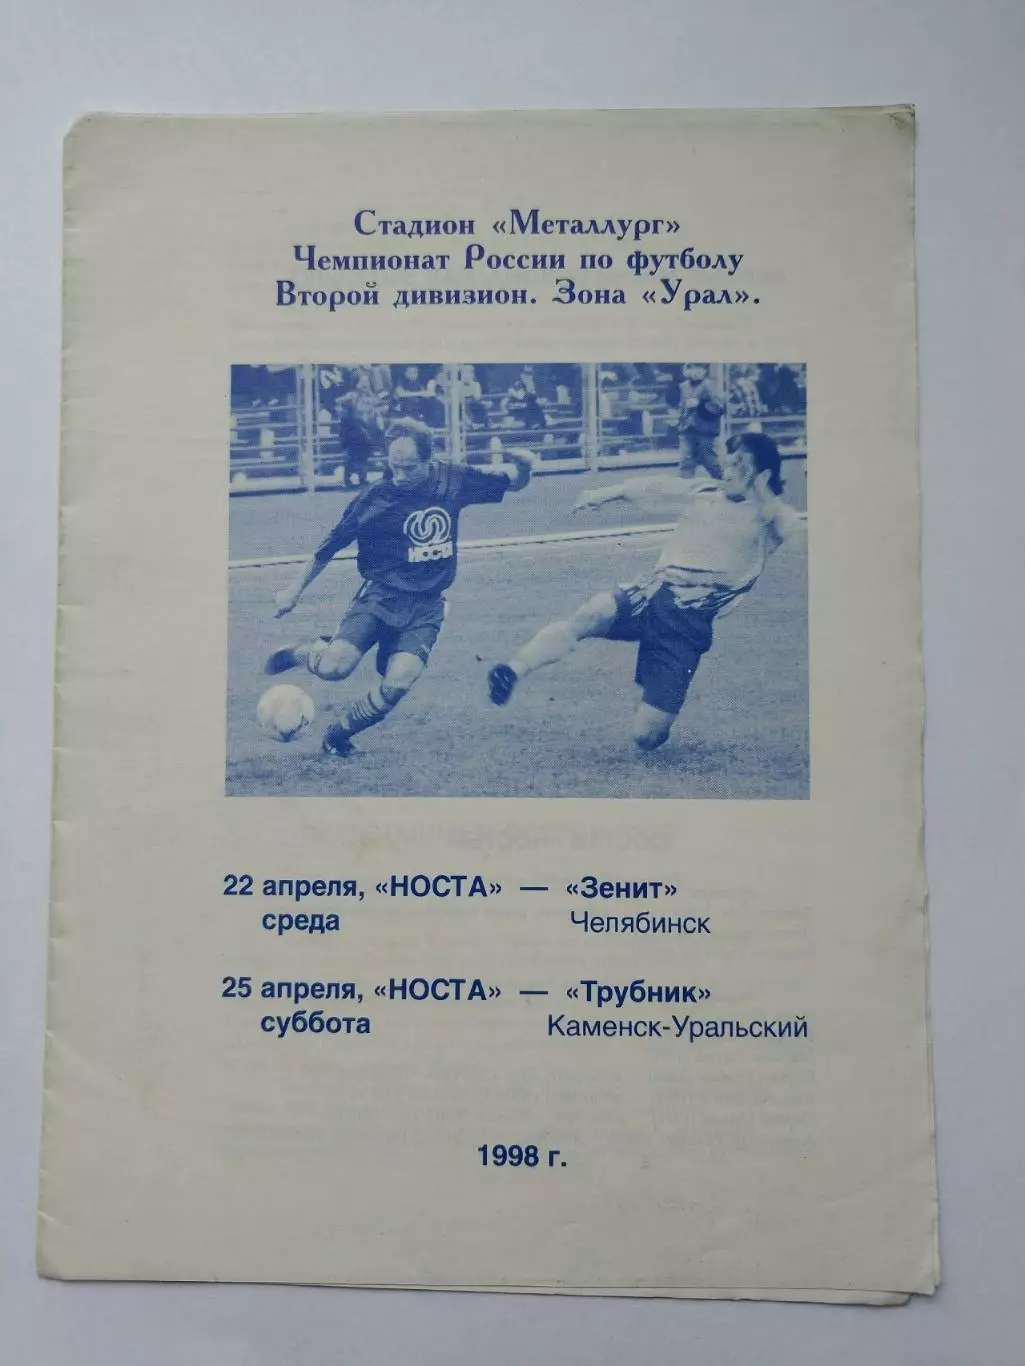 Стадион «Металлург»
Чемпионат России по футболу
Второй дивизион. Зона «Урал».
НОСТА
22 апреля, «НОСТА» — «Зенит»
среда Челябинск
25 апреля, «НОСТА» — «Трубник»
суббота Каменск-Уральский
1998 г.